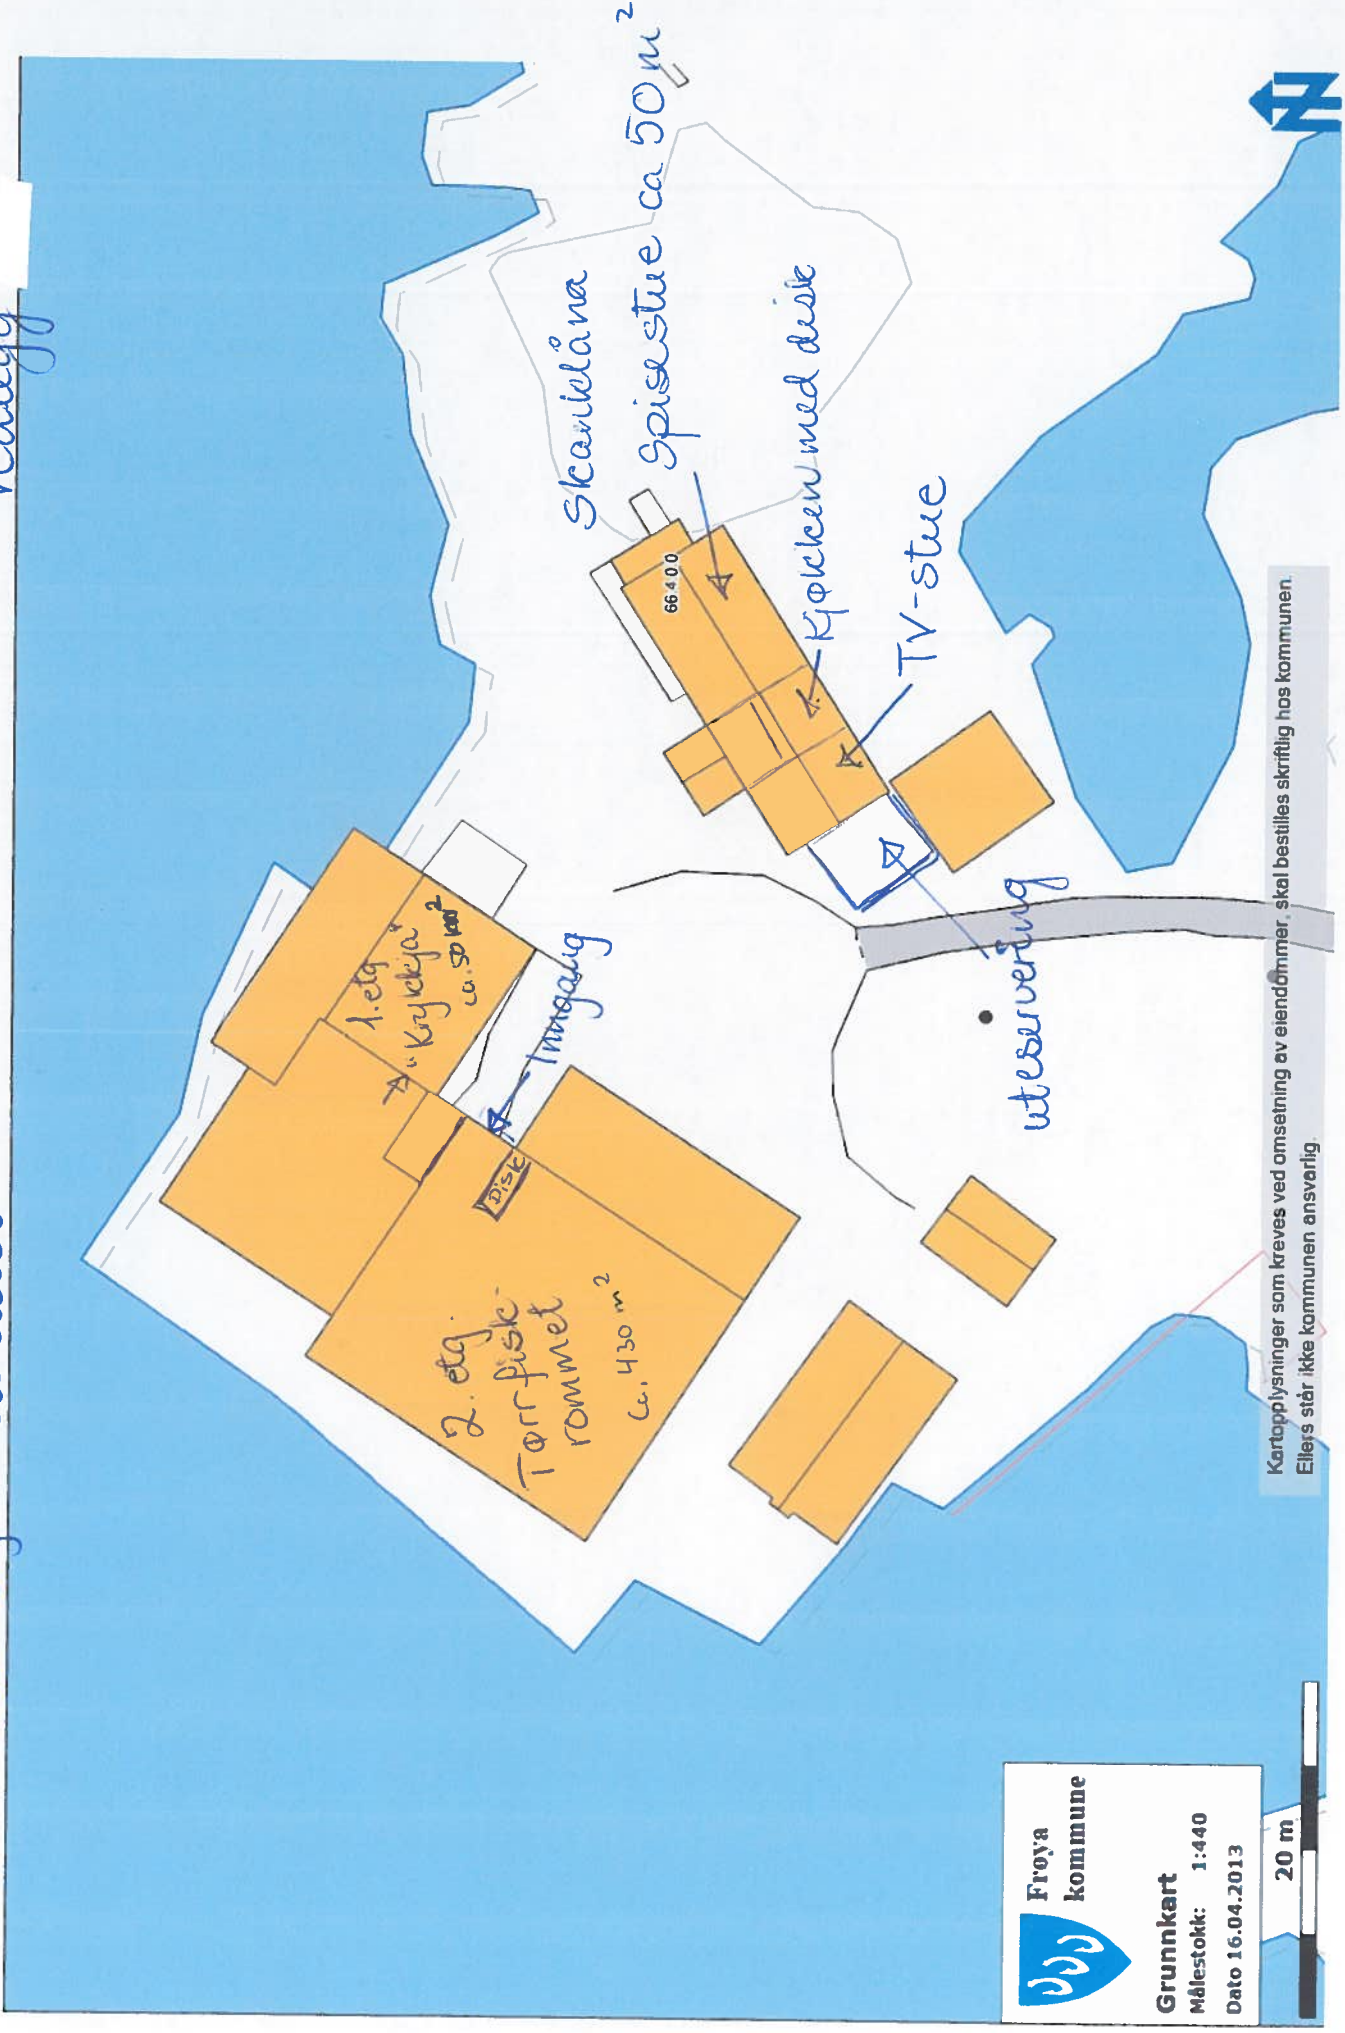 Skanklåna
Spisestue ca 50 m²
66400
Kjøkken med disk
TV-stue
uteservering
1. etg
"Krykkja"
ca. 50 m²
Inngang
Disk
2. etg.
Tørrfisk-
rommet
ca. 430 m²
Frøya
kommune
Grunnkart
Målestokk: 1:440
Dato 16.04.2013
20 m
N
Kartopplysninger som kreves ved omsetning av eiendommer, skal bestilles skriftlig hos kommunen.
Ellers står ikke kommunen ansvarlig.